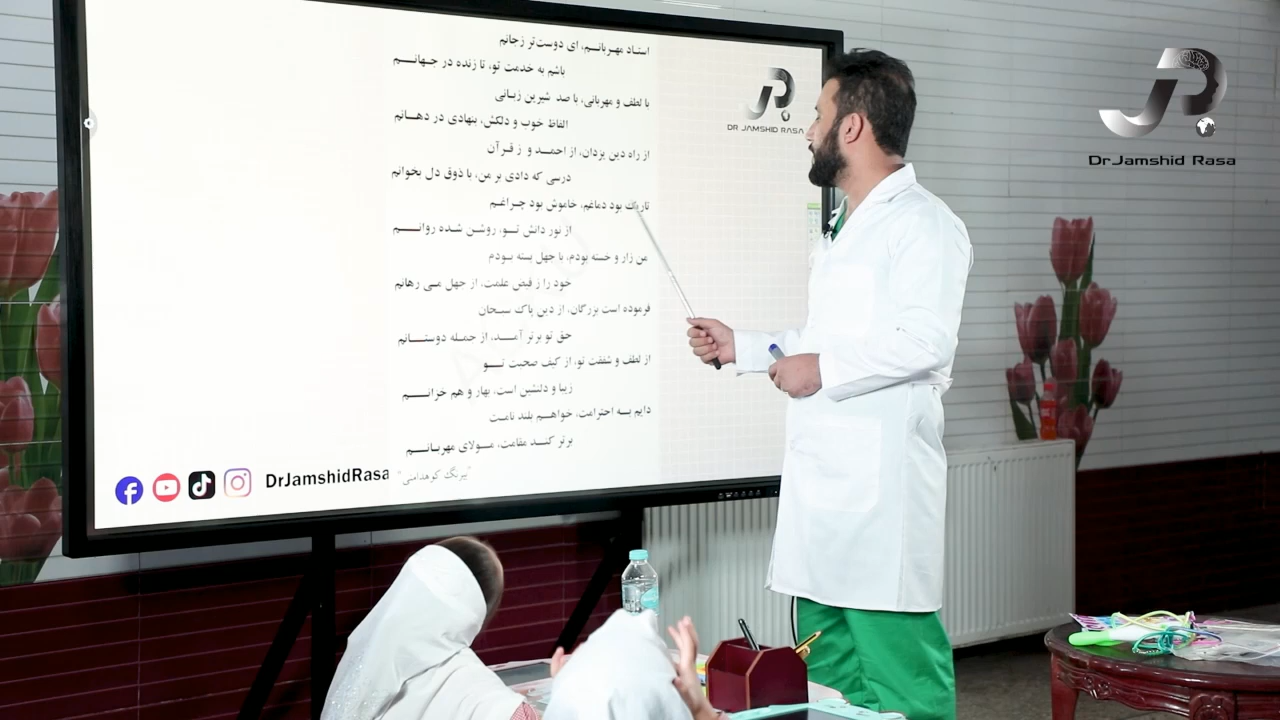 استاد مهربانم، ای دوست‌تر زجانم
باشم به خدمت تو، تا زنده در جهانم
با لطف و مهربانی، با صد شیرین زبانی
الفاظ خوب و دلکش، بنهادی در دهانم
از راه دین یزدان، از احمد و ز قرآن
درسی که دادی بر من، با ذوق دل بخوانم
تاریک بود دماغم، خاموش بود چراغم
از نور دانش تو، روشن شده روانم
من زار و خسته بودم، با جهل بسته بودم
خود را ز فیض علمت، از جهل می رهانم
فرموده است بزرگان، از دین پاک سبحان
حق تو برتر آمد، از جمله دوستانم
از لطف و شفقت تو، از کیف صحبت تو
زیبا و دلنشین است، بهار و هم خزانم
دایم به احترامت، خواهم بلند نامت
برتر کند مقامت، مولای مهربانم
"نیرنگ کوهدامنی"
DR JAMSHID RASA
DrJamshidRasa
Dr.Jamshid Rasa